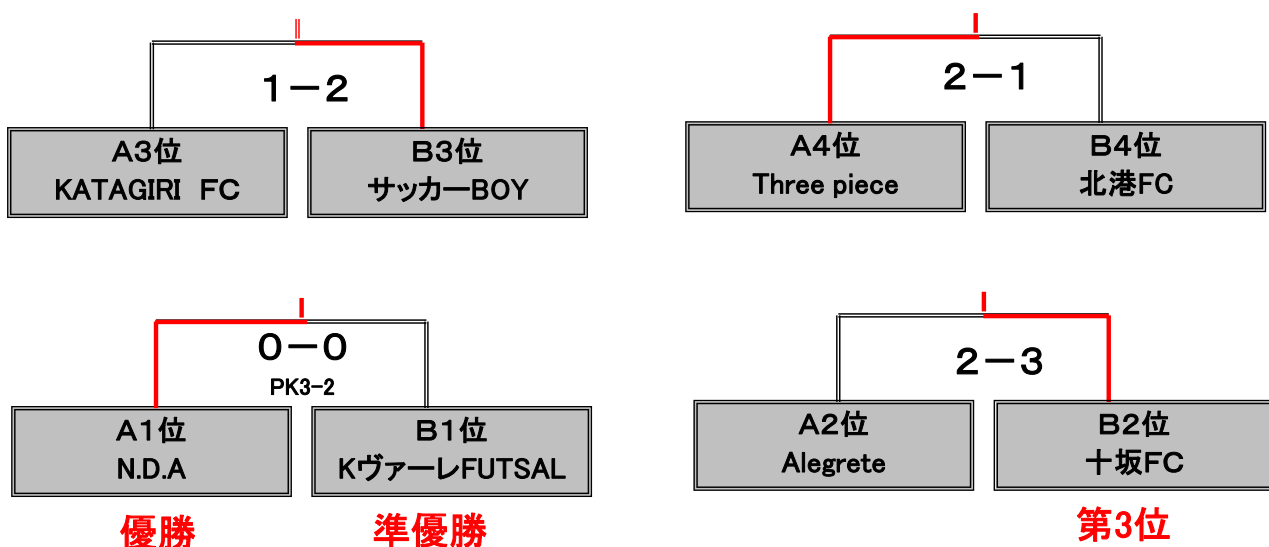 1-2
A3位
KATAGIRI FC
B3位
サッカーBOY
2-1
A4位
Three piece
B4位
北港FC
0-0
PK3-2
A1位
N.D.A
B1位
KヴァーレFUTSAL
優勝
準優勝
2-3
A2位
Alegrete
B2位
十坂FC
第3位